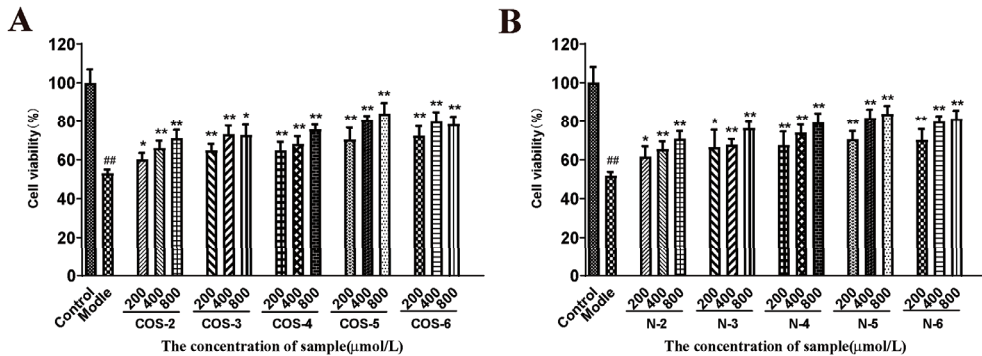 A
Cell viability(%)
120
100
80
60
40
20
0
##
* ** **
** ** *
** ** **
** ** **
** ** **
Control
Modle
200 400 800
200 400 800
200 400 800
200 400 800
200 400 800
COS-2 COS-3 COS-4 COS-5 COS-6
The concentration of sample(μmol/L)
B
Cell viability(%)
120
100
80
60
40
20
0
##
* ** **
* ** **
** ** **
** ** **
** ** **
Control
Modle
200 400 800
200 400 800
200 400 800
200 400 800
200 400 800
N-2 N-3 N-4 N-5 N-6
The concentration of sample(μmol/L)